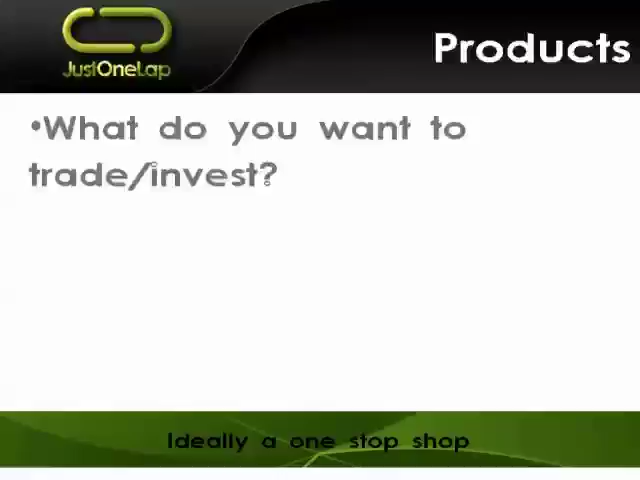 JustOneLap
Products
•What do you want to
trade/invest?
Ideally a one stop shop